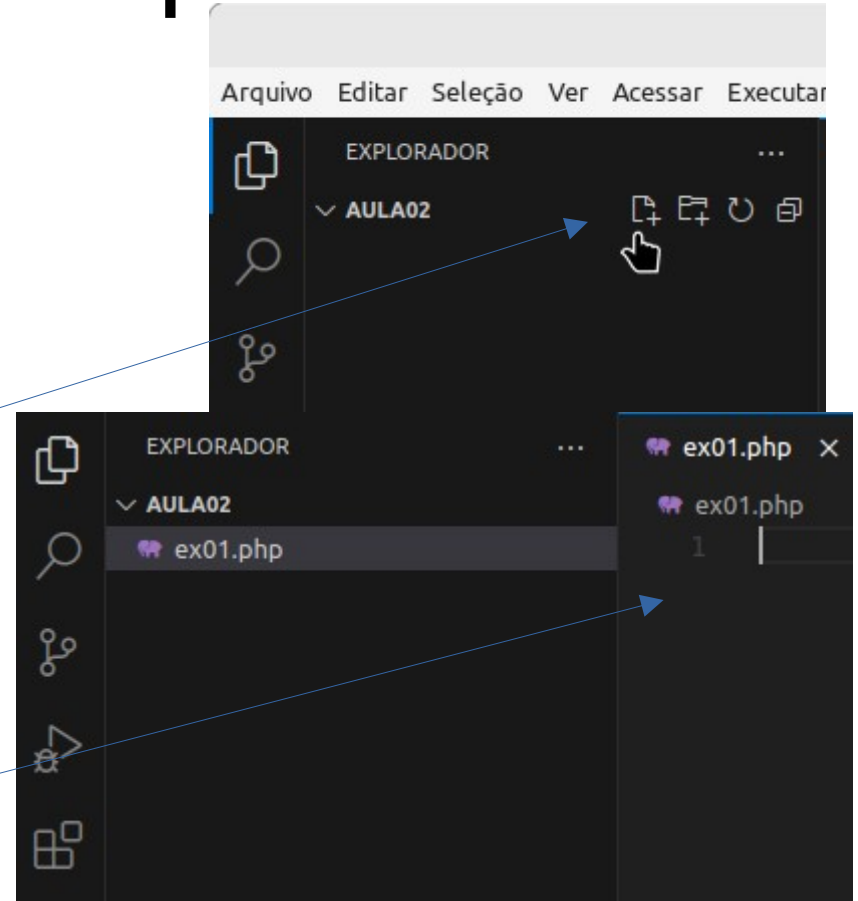 Arquivo Editar Seleção Ver Acessar Executar
EXPLORADOR
AULA02
EXPLORADOR
AULA02
ex01.php
ex01.php
ex01.php
1